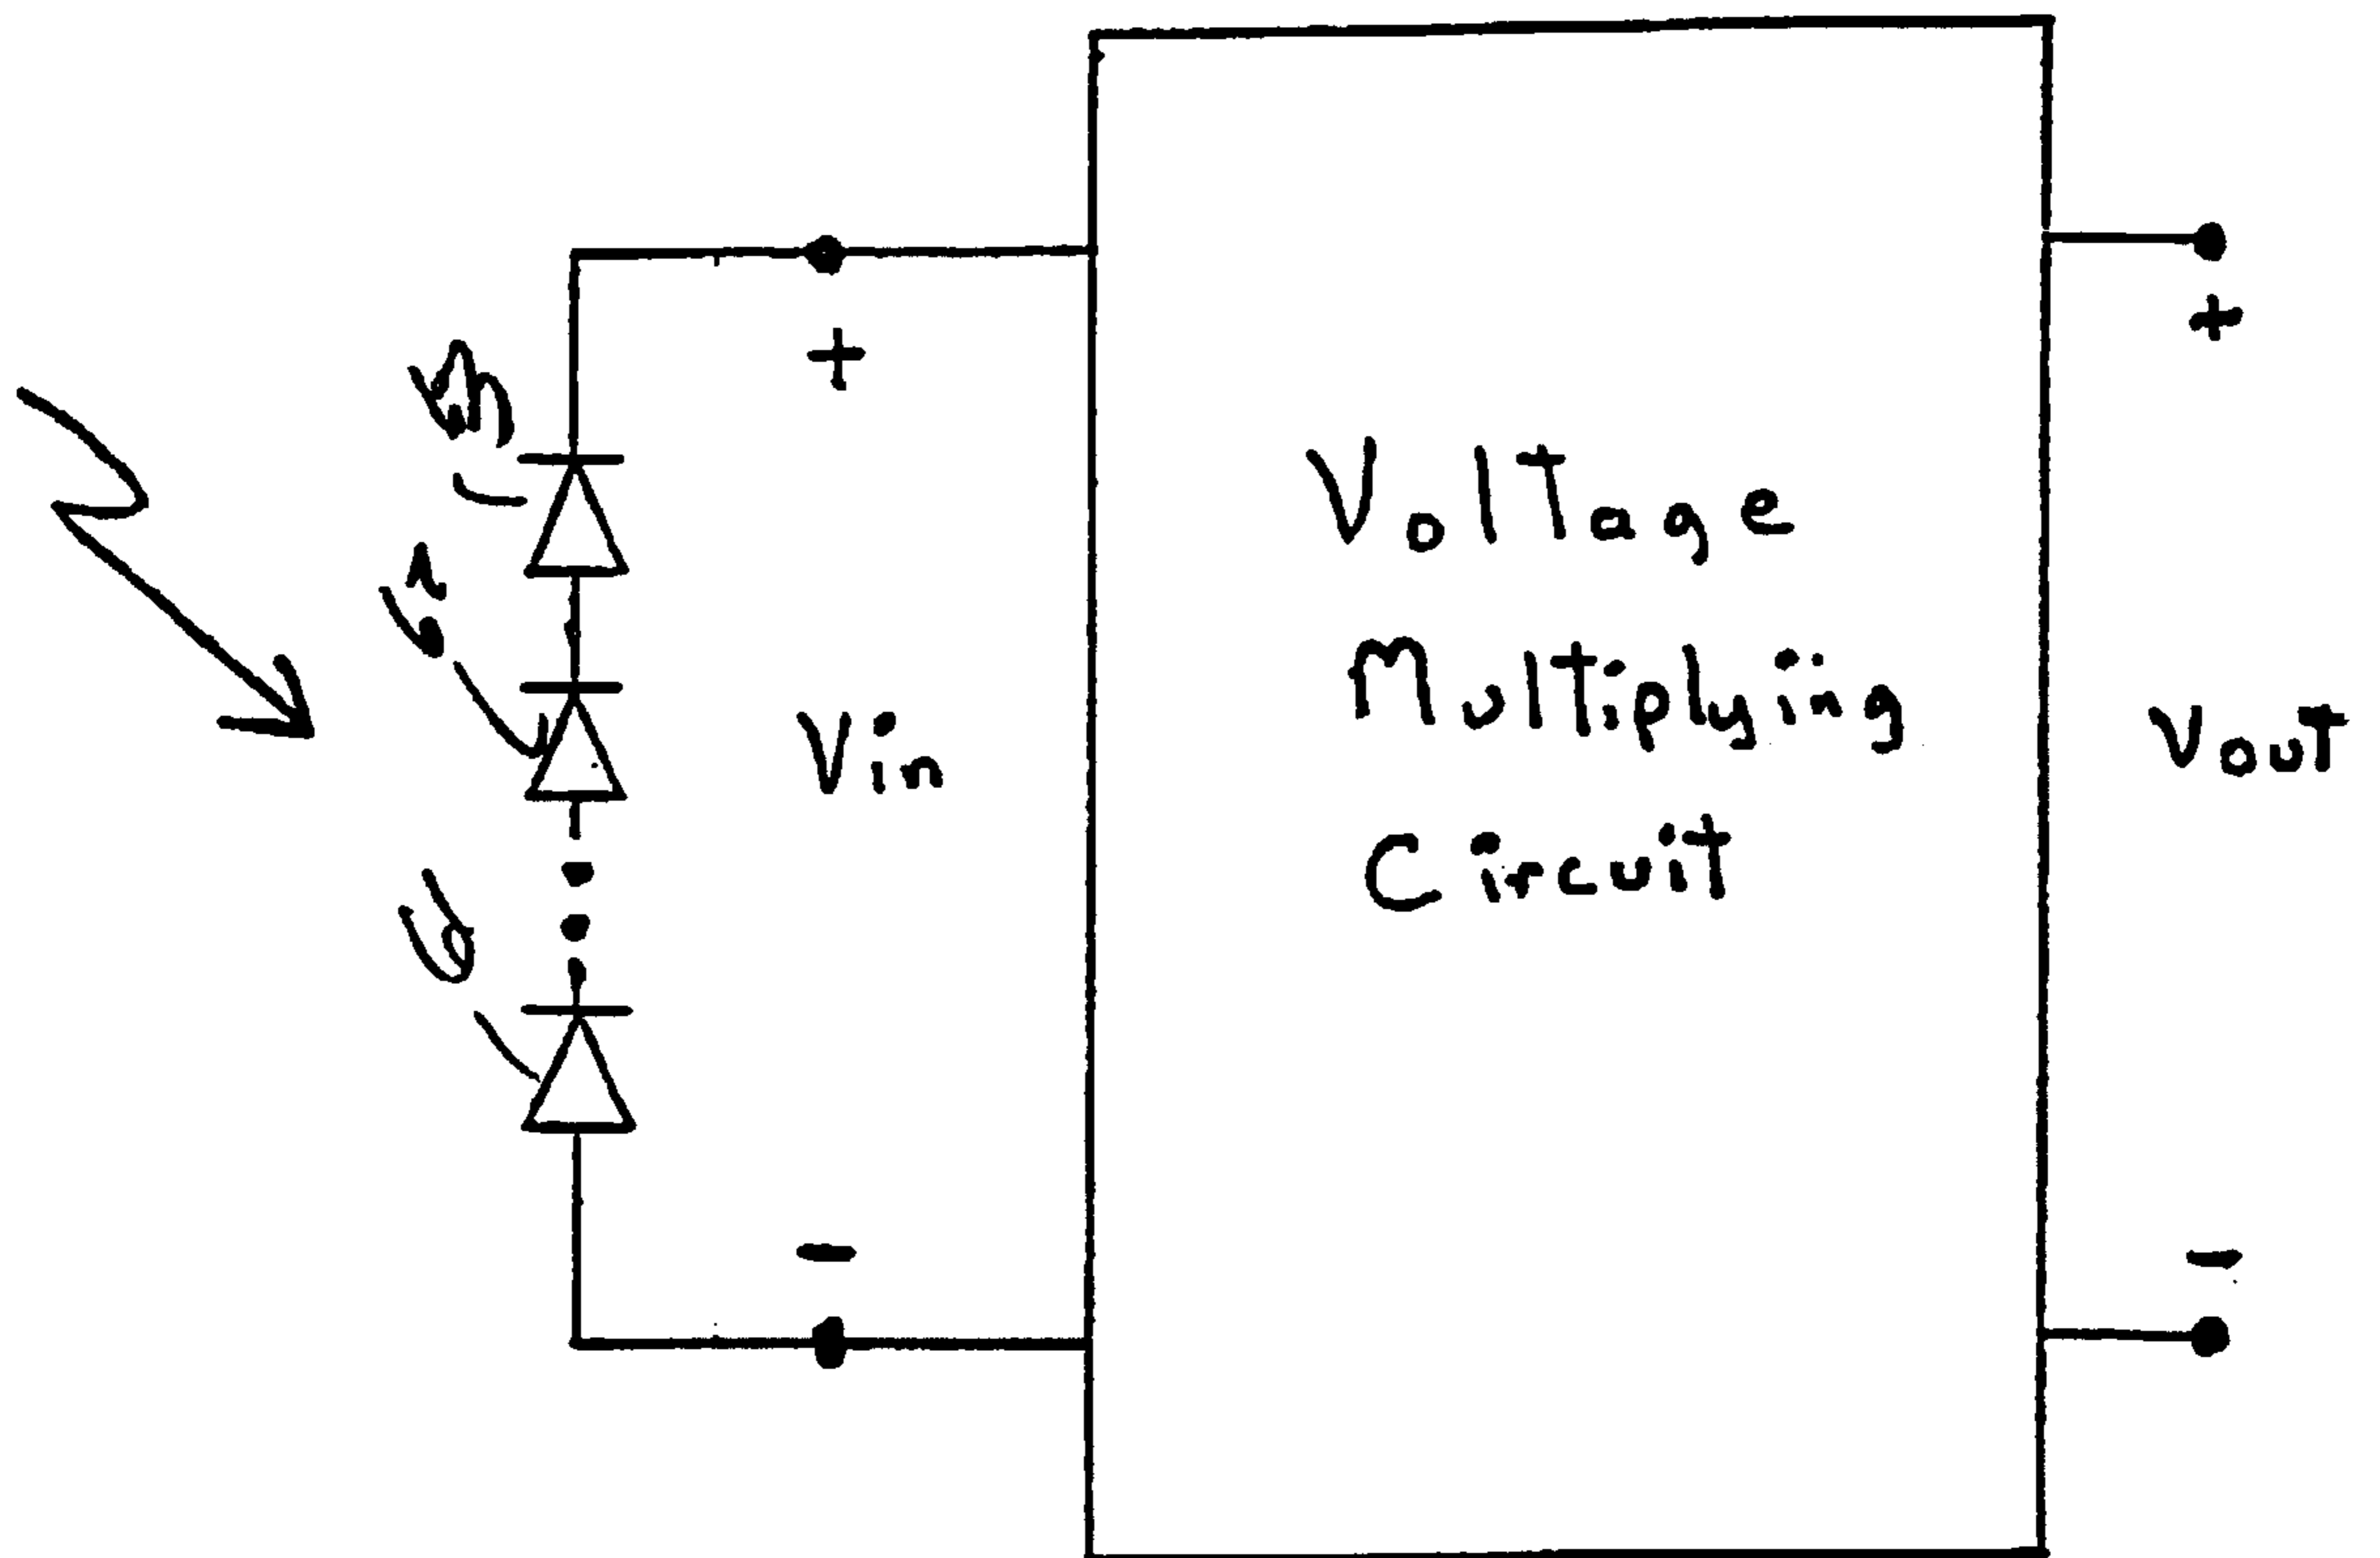 +
+
Vin
Voltage
Multiplying
Circuit
Vout
-
-